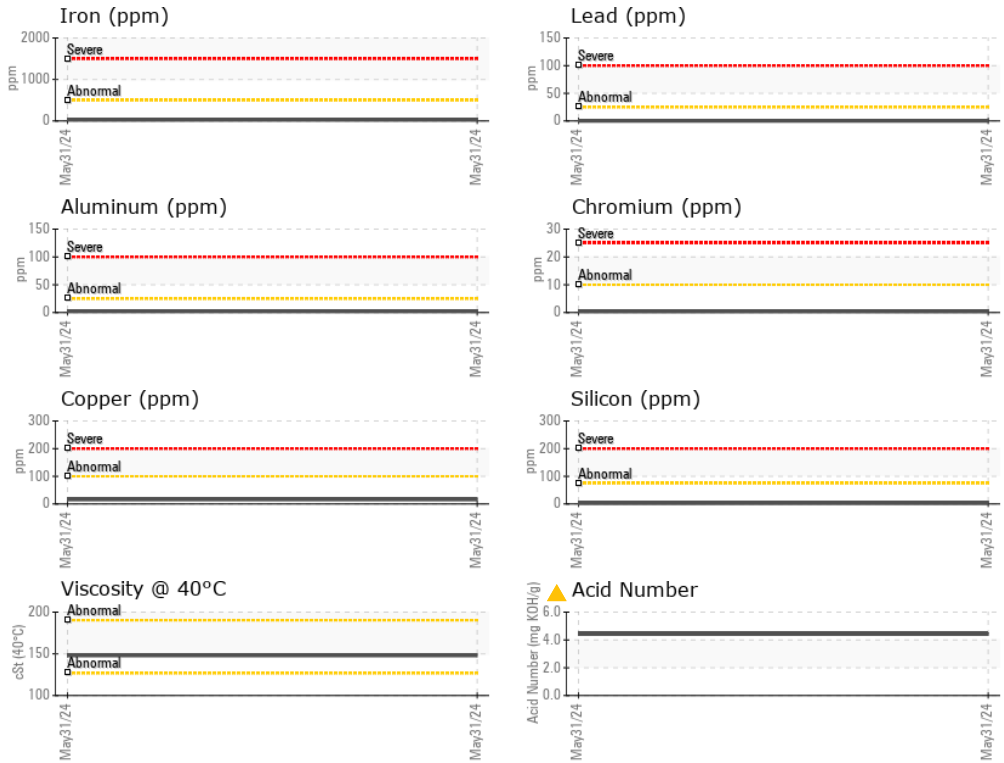 Iron (ppm)
2000
1000
0
ppm
Severe
Abnormal
May31/24
May31/24
Lead (ppm)
150
100
50
0
ppm
Severe
Abnormal
May31/24
May31/24
Aluminum (ppm)
150
100
50
0
ppm
Severe
Abnormal
May31/24
May31/24
Chromium (ppm)
30
20
10
0
ppm
Severe
Abnormal
May31/24
May31/24
Copper (ppm)
300
200
100
0
ppm
Severe
Abnormal
May31/24
May31/24
Silicon (ppm)
300
200
100
0
ppm
Severe
Abnormal
May31/24
May31/24
Viscosity @ 40°C
200
150
100
cSt (40°C)
Abnormal
Abnormal
May31/24
May31/24
Acid Number
6.0
4.0
2.0
0.0
Acid Number (mg KOH/g)
May31/24
May31/24